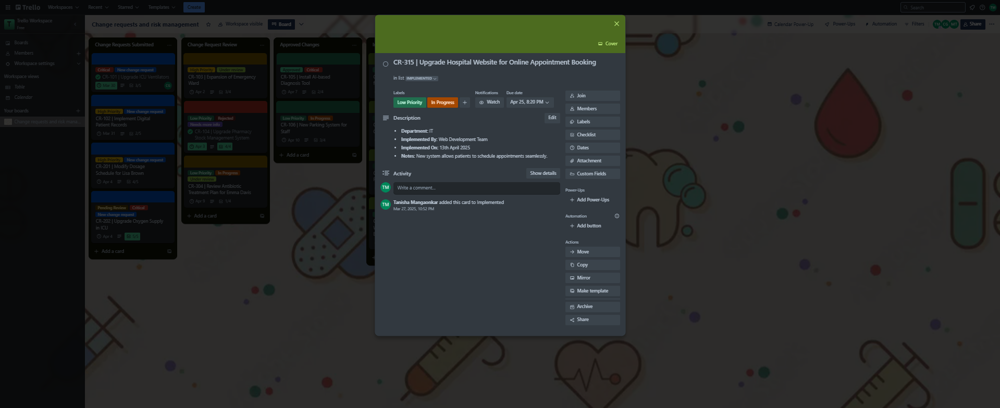 Trello
Workspaces
Recent
Starred
Templates
Create
Search
TM
T
Trello Workspace
Free
Boards
Members
Workspace settings
Workspace views
Table
Calendar
Your boards
Change requests and risk mana...
Change requests and risk management
Workspace visible
Board
Calendar Power-Up
Power-Ups
Automation
Filters
TM
CG
MT
Share
Change Requests Submitted
Critical
New change request
CR-101 | Upgrade ICU Ventilators
Mar 30
3/5
CG
High Priority
New change request
CR-102 | Implement Digital
Patient Records
Mar 31
2/5
High Priority
New change request
CR-201 | Modify Dosage
Schedule for Lisa Brown
Apr 4
4/5
Pending Review
Critical
New change request
CR-202 | Upgrade Oxygen Supply
in ICU
Apr 4
5/5
Add a card
Change Request Review
High Priority
Under review
CR-103 | Expansion of Emergency
Ward
Apr 2
3/4
Low Priority
Rejected
Needs more info
CR-104 | Upgrade Pharmacy
Stock Management System
Apr 3
4/4
Low Priority
In Progress
Under review
CR-304 | Review Antibiotic
Treatment Plan for Emma Davis
Apr 9
1/4
Add a card
Approved Changes
Approved
Critical
CR-105 | Install AI-based
Diagnosis Tool
Apr 7
2/4
Low Priority
In Progress
CR-106 | New Parking System for
Staff
Apr 10
3/4
Add a card
Cover
CR-315 | Upgrade Hospital Website for Online Appointment Booking
in list IMPLEMENTED
Labels
Low Priority
In Progress
Notifications
Watch
Due date
Apr 25, 8:20 PM
Description
Edit
• Department: IT
• Implemented By: Web Development Team
• Implemented On: 13th April 2025
• Notes: New system allows patients to schedule appointments seamlessly.
Activity
Show details
TM
Write a comment...
TM
Tanisha Mangaonkar added this card to Implemented
Mar 27, 2025, 10:52 PM
Join
Members
Labels
Checklist
Dates
Attachment
Custom Fields
Power-Ups
Add Power-Ups
Automation
Add button
Actions
Move
Copy
Mirror
Make template
Archive
Share